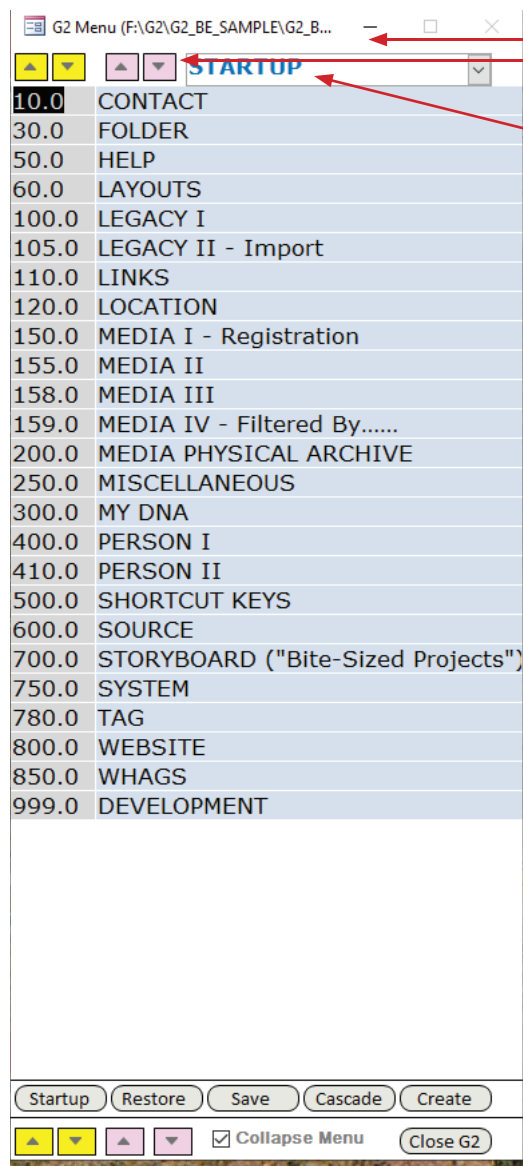 G2 Menu (F:\G2\G2_BE_SAMPLE\G2_B...
STARTUP
10.0 CONTACT
30.0 FOLDER
50.0 HELP
60.0 LAYOUTS
100.0 LEGACY I
105.0 LEGACY II - Import
110.0 LINKS
120.0 LOCATION
150.0 MEDIA I - Registration
155.0 MEDIA II
158.0 MEDIA III
159.0 MEDIA IV - Filtered By......
200.0 MEDIA PHYSICAL ARCHIVE
250.0 MISCELLANEOUS
300.0 MY DNA
400.0 PERSON I
410.0 PERSON II
500.0 SHORTCUT KEYS
600.0 SOURCE
700.0 STORYBOARD ("Bite-Sized Projects")
750.0 SYSTEM
780.0 TAG
800.0 WEBSITE
850.0 WHAGS
999.0 DEVELOPMENT
Startup Restore Save Cascade Create
Collapse Menu Close G2